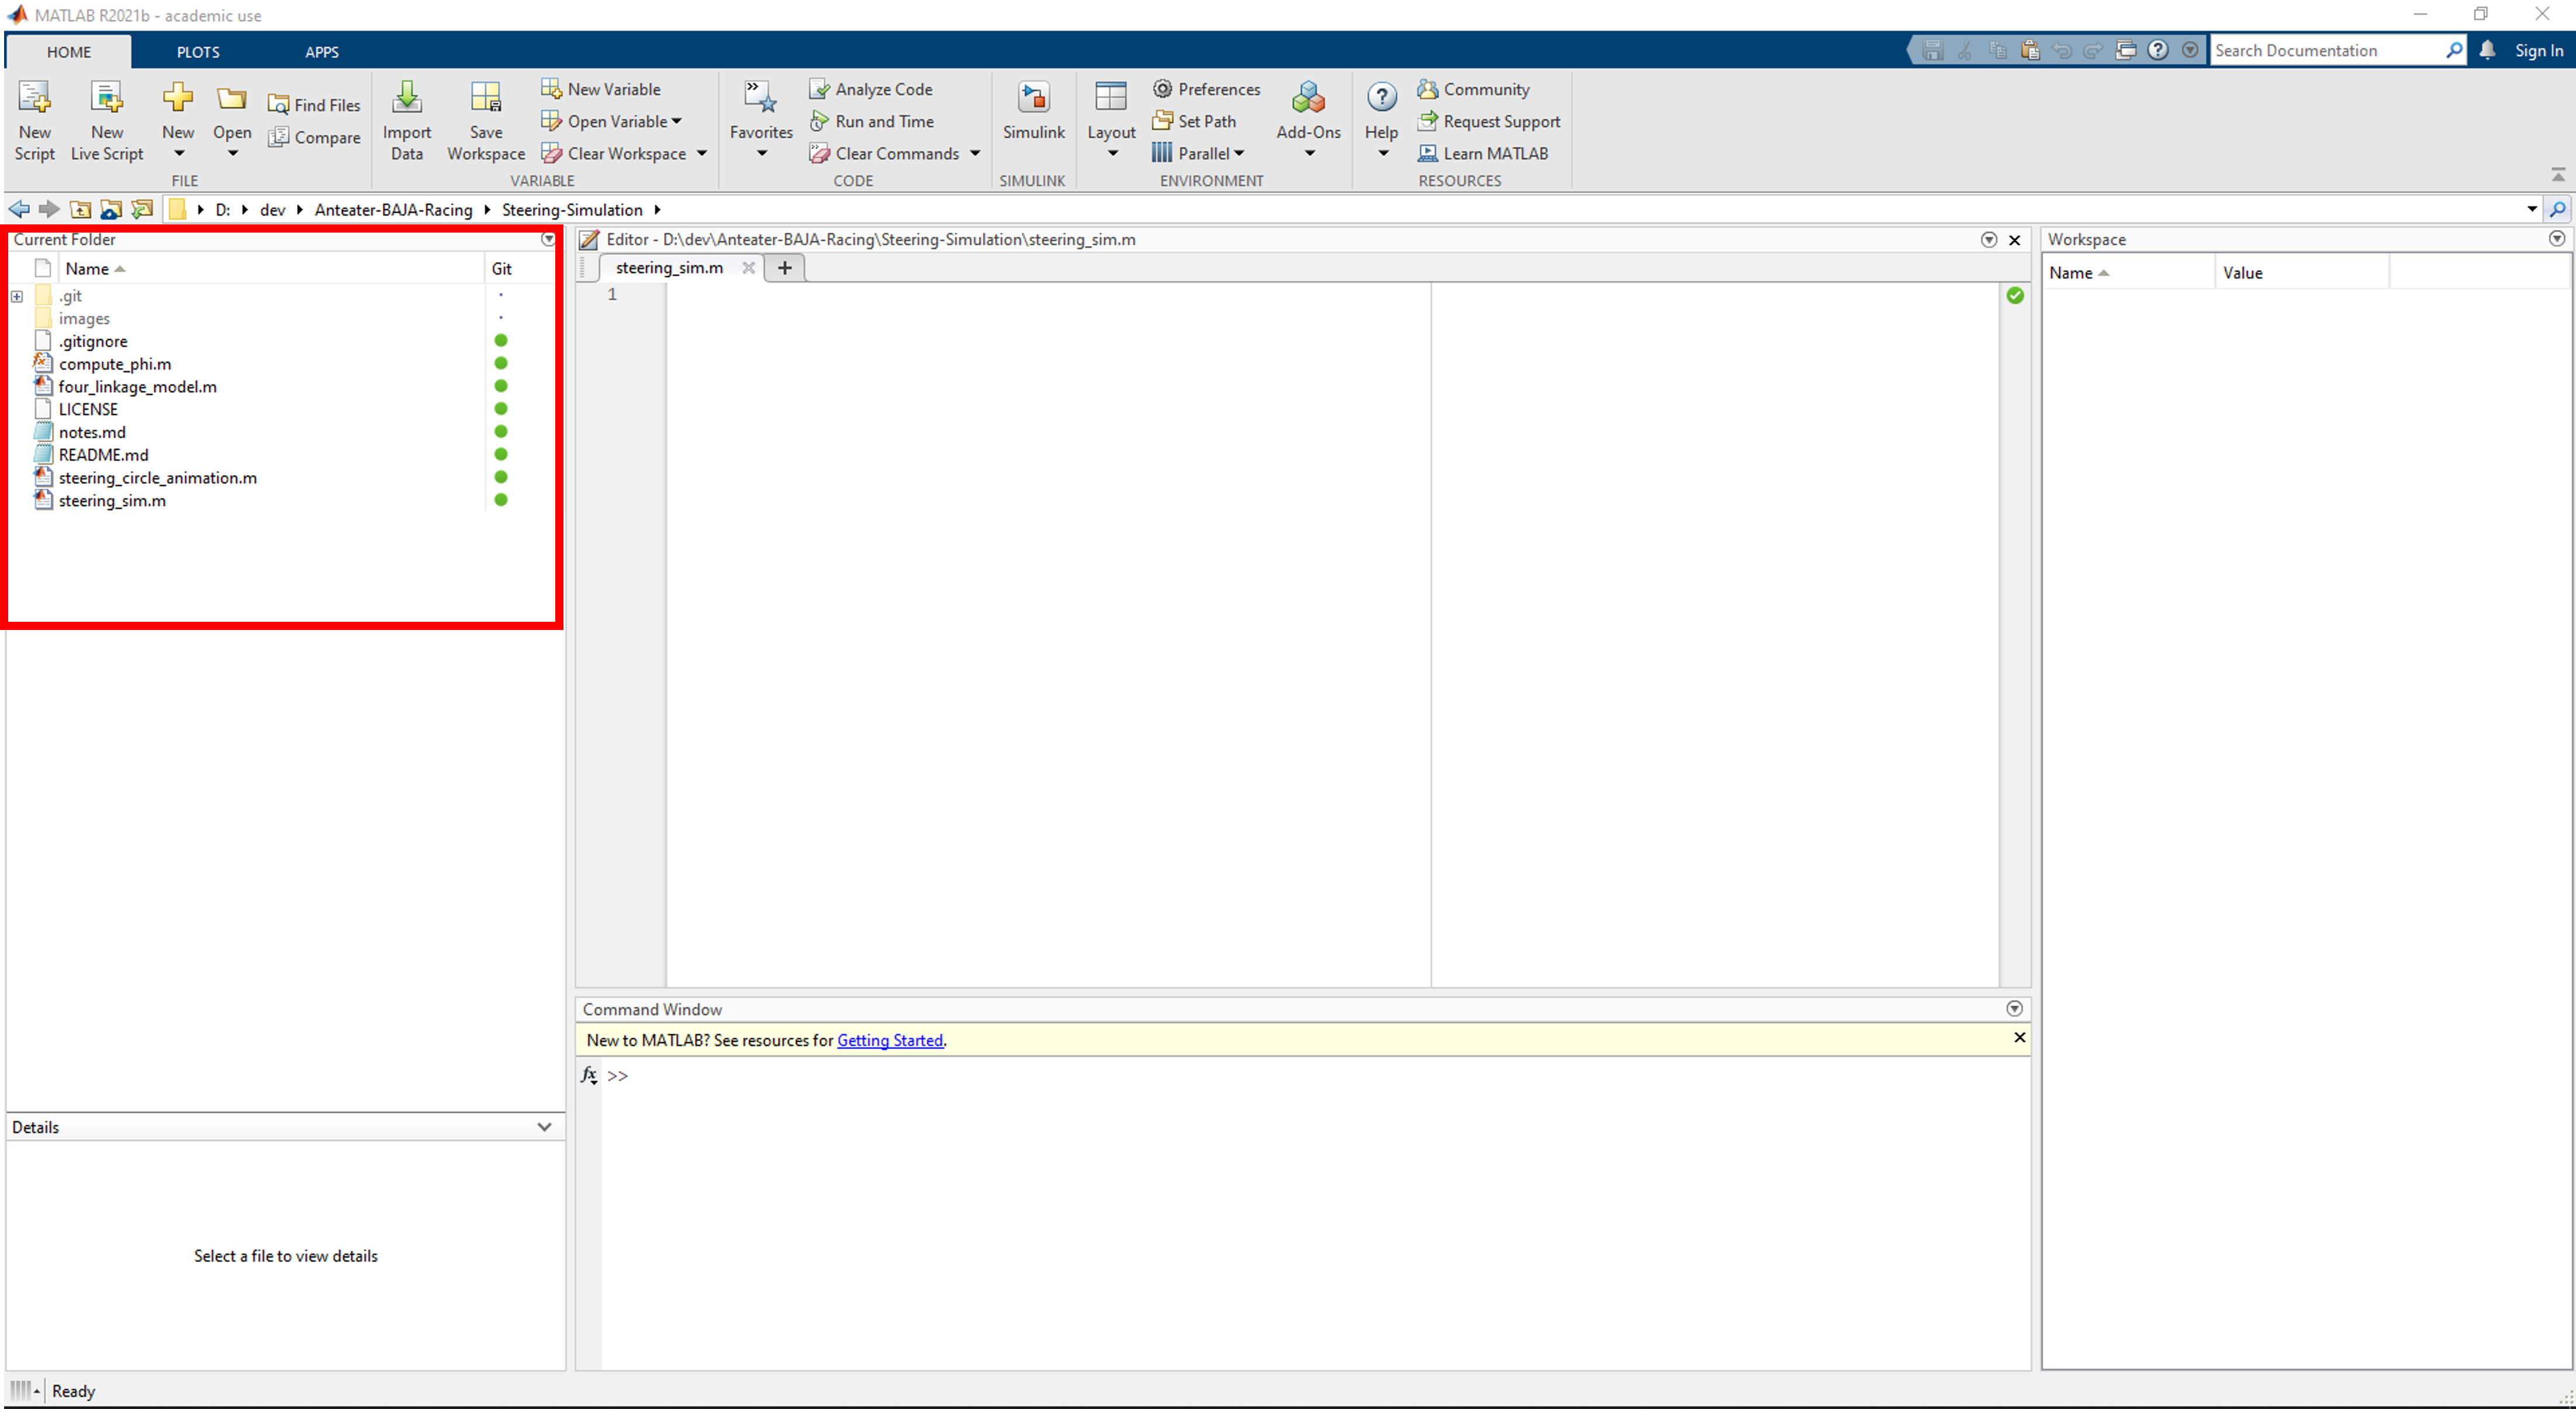 MATLAB R2021b - academic use
HOME PLOTS APPS
Search Documentation
Sign In
New Script
New Live Script
New
Open
Find Files
Compare
FILE
Import Data
Save Workspace
New Variable
Open Variable
Clear Workspace
VARIABLE
Favorites
Analyze Code
Run and Time
Clear Commands
CODE
Simulink
SIMULINK
Layout
Preferences
Set Path
Parallel
Add-Ons
ENVIRONMENT
Help
Community
Request Support
Learn MATLAB
RESOURCES
D: dev Anteater-BAJA-Racing Steering-Simulation
Current Folder
Name Git
.git
images
.gitignore
compute_phi.m
four_linkage_model.m
LICENSE
notes.md
README.md
steering_circle_animation.m
steering_sim.m
Details
Select a file to view details
Editor - D:\dev\Anteater-BAJA-Racing\Steering-Simulation\steering_sim.m
steering_sim.m
1
Command Window
New to MATLAB? See resources for Getting Started.
fx >>
Workspace
Name Value
Ready